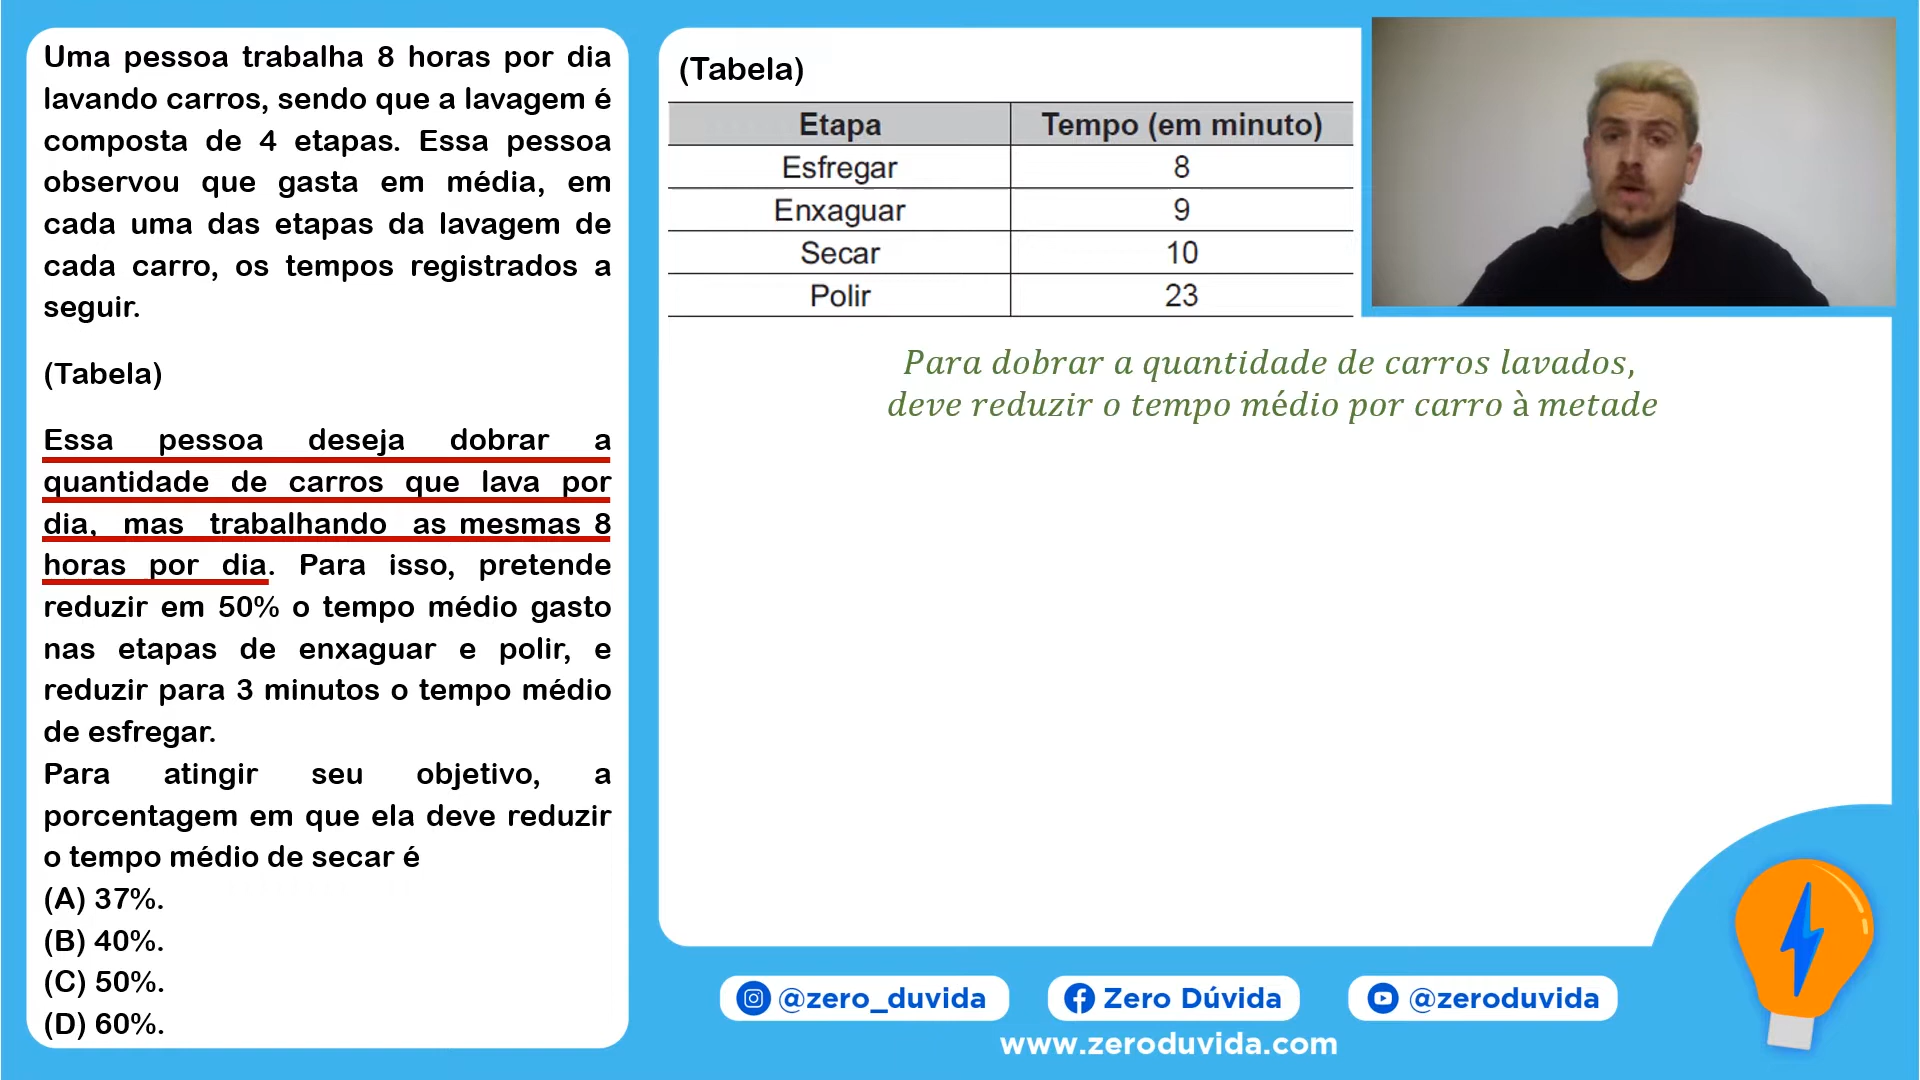 Uma pessoa trabalha 8 horas por dia
lavando carros, sendo que a lavagem é
composta de 4 etapas. Essa pessoa
observou que gasta em média, em
cada uma das etapas da lavagem de
cada carro, os tempos registrados a
seguir.
(Tabela)
Essa pessoa deseja dobrar a
quantidade de carros que lava por
dia, mas trabalhando as mesmas 8
horas por dia. Para isso, pretende
reduzir em 50% o tempo médio gasto
nas etapas de enxaguar e polir, e
reduzir para 3 minutos o tempo médio
de esfregar.
Para atingir seu objetivo, a
porcentagem em que ela deve reduzir
o tempo médio de secar é
(A) 37%.
(B) 40%.
(C) 50%.
(D) 60%.
(Tabela)
Etapa Tempo (em minuto)
Esfregar 8
Enxaguar 9
Secar 10
Polir 23
Para dobrar a quantidade de carros lavados,
deve reduzir o tempo médio por carro à metade
@zero_duvida Zero Dúvida @zeroduvida
www.zeroduvida.com